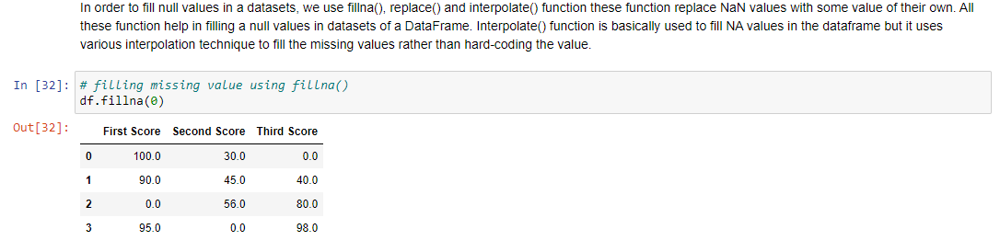 In order to fill null values in a datasets, we use fillna(), replace() and interpolate() function these function replace NaN values with some value of their own. All
these function help in filling a null values in datasets of a DataFrame. Interpolate() function is basically used to fill NA values in the dataframe but it uses
various interpolation technique to fill the missing values rather than hard-coding the value.
In [32]: # filling missing value using fillna()
df.fillna(0)
Out[32]:
First Score Second Score Third Score
0 100.0 30.0 0.0
1 90.0 45.0 40.0
2 0.0 56.0 80.0
3 95.0 0.0 98.0